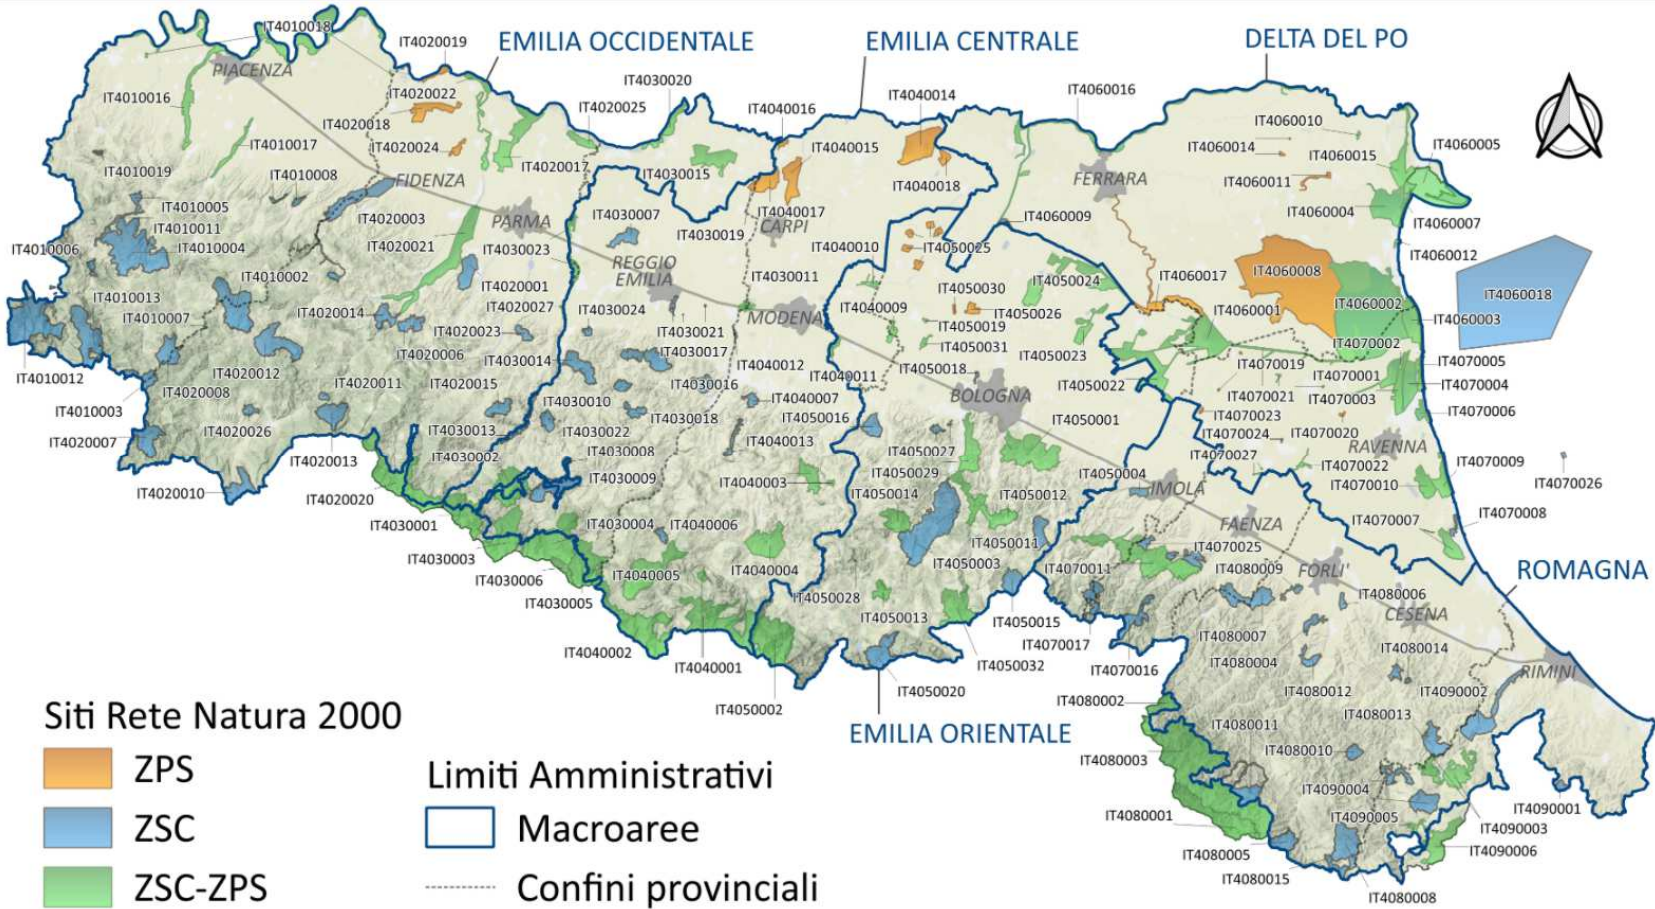 IT4010018
IT4020019
EMILIA OCCIDENTALE
EMILIA CENTRALE
DELTA DEL PO
PIACENZA
IT4030020
IT4020022
IT4020025
IT4040016
IT4040014
IT4060016
IT4010016
IT4020018
IT4060010
IT4010017
IT4020024
IT4020017
IT4030015
IT4040015
IT4060014
IT4060015
IT4060005
IT4010019
IT4010008
FIDENZA
IT4040018
FERRARA
IT4060011
IT4010005
IT4020003
PARMA
IT4030007
IT4040017
CARPI
IT4060009
IT4060004
IT4060007
IT4010011
IT4010004
IT4010006
IT4020021
IT4030023
IT4030019
IT4040010
IT4050025
IT4060012
IT4010002
REGGIO
EMILIA
IT4030011
IT4050024
IT4060017
IT4060008
IT4010013
IT4020001
IT4050030
IT4060018
IT4010007
IT4020014
IT4020027
IT4030024
IT4040009
IT4050026
IT4060001
IT4060002
IT4060003
IT4020023
IT4030021
MODENA
IT4050019
IT4070002
IT4020006
IT4030014
IT4030017
IT4050031
IT4050023
IT4070005
IT4010012
IT4020012
IT4040012
IT4040011
IT4050018
IT4070019
IT4070001
IT4020008
IT4020011
IT4020015
IT4030016
IT4040007
BOLOGNA
IT4050022
IT4070021
IT4070003
IT4070004
IT4010003
IT4030010
IT4030018
IT4050016
IT4050001
IT4070023
IT4070006
IT4020007
IT4020026
IT4030013
IT4030022
IT4040013
IT4070024
IT4070020
RAVENNA
IT4030002
IT4030008
IT4050027
IT4070027
IT4020013
IT4030009
IT4040003
IT4050029
IT4050004
IT4070022
IT4070009
IT4020010
IT4020020
IT4050014
IT4050012
IMOLA
IT4070010
IT4070026
IT4030001
IT4030004
IT4040006
FAENZA
IT4070007
IT4070008
IT4030003
IT4050011
IT4070025
IT4030006
IT4040005
IT4040004
IT4050003
IT4070011
IT4080009
FORLI'
ROMAGNA
IT4030005
IT4050028
IT4080006
IT4050013
IT4050015
CESENA
IT4040002
IT4040001
IT4070017
IT4080007
IT4080014
IT4050032
IT4070016
IT4080004
RIMINI
IT4050002
IT4050020
IT4080002
IT4080012
IT4090002
Siti Rete Natura 2000
EMILIA ORIENTALE
IT4080011
IT4080013
ZPS
Limiti Amministrativi
IT4080003
IT4080010
ZSC
Macroaree
IT4090004
IT4090001
IT4080001
IT4090005
IT4090003
IT4080005
IT4090006
ZSC-ZPS
Confini provinciali
IT4080015
IT4080008